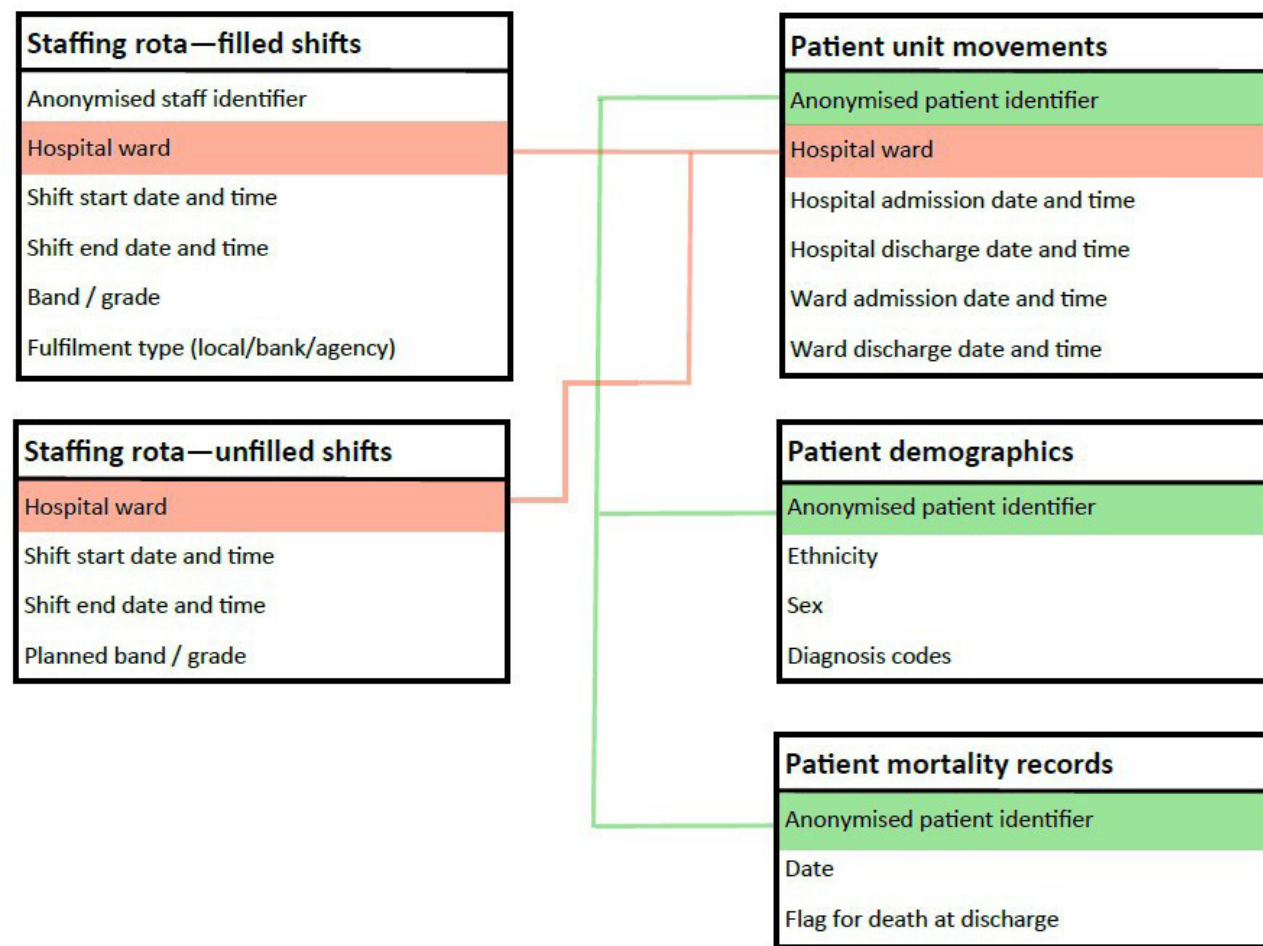 Staffing rota—filled shifts
Anonymised staff identifier
Hospital ward
Shift start date and time
Shift end date and time
Band / grade
Fulfilment type (local/bank/agency)
Staffing rota—unfilled shifts
Hospital ward
Shift start date and time
Shift end date and time
Planned band / grade
Patient unit movements
Anonymised patient identifier
Hospital ward
Hospital admission date and time
Hospital discharge date and time
Ward admission date and time
Ward discharge date and time
Patient demographics
Anonymised patient identifier
Ethnicity
Sex
Diagnosis codes
Patient mortality records
Anonymised patient identifier
Date
Flag for death at discharge